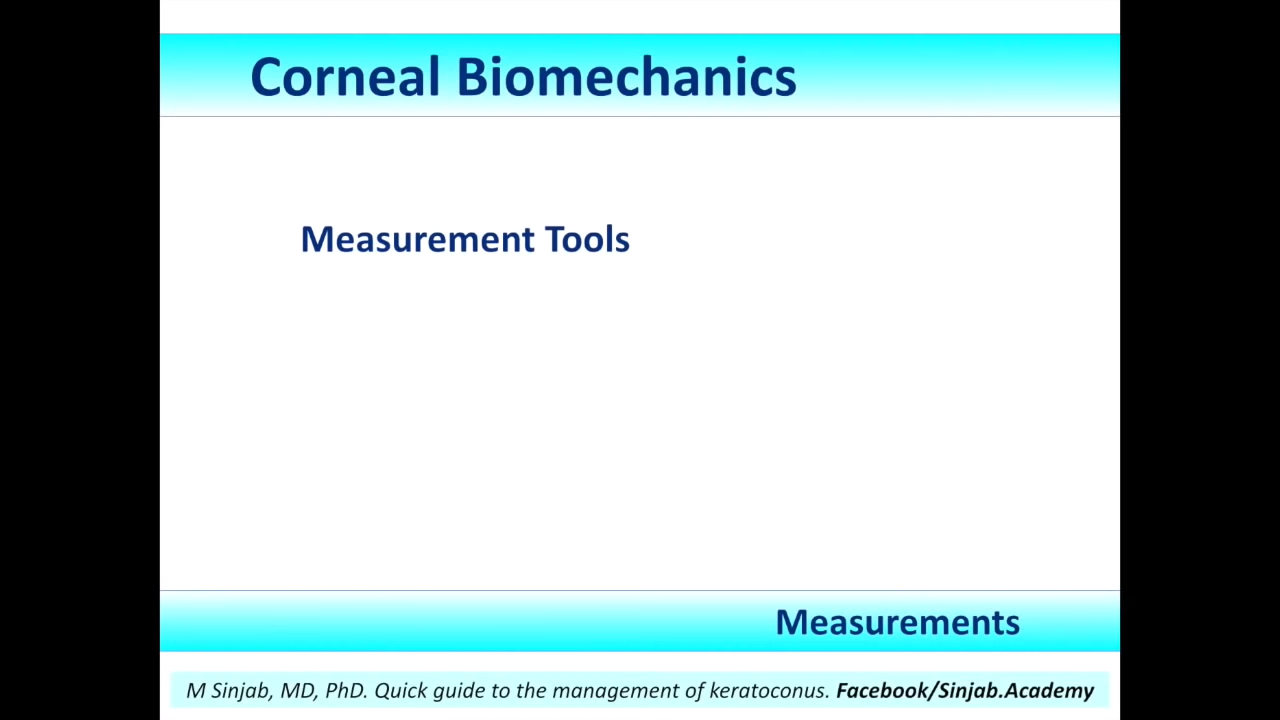 Corneal Biomechanics
Measurement Tools
Measurements
M Sinjab, MD, PhD. Quick guide to the management of keratoconus. Facebook/Sinjab.Academy